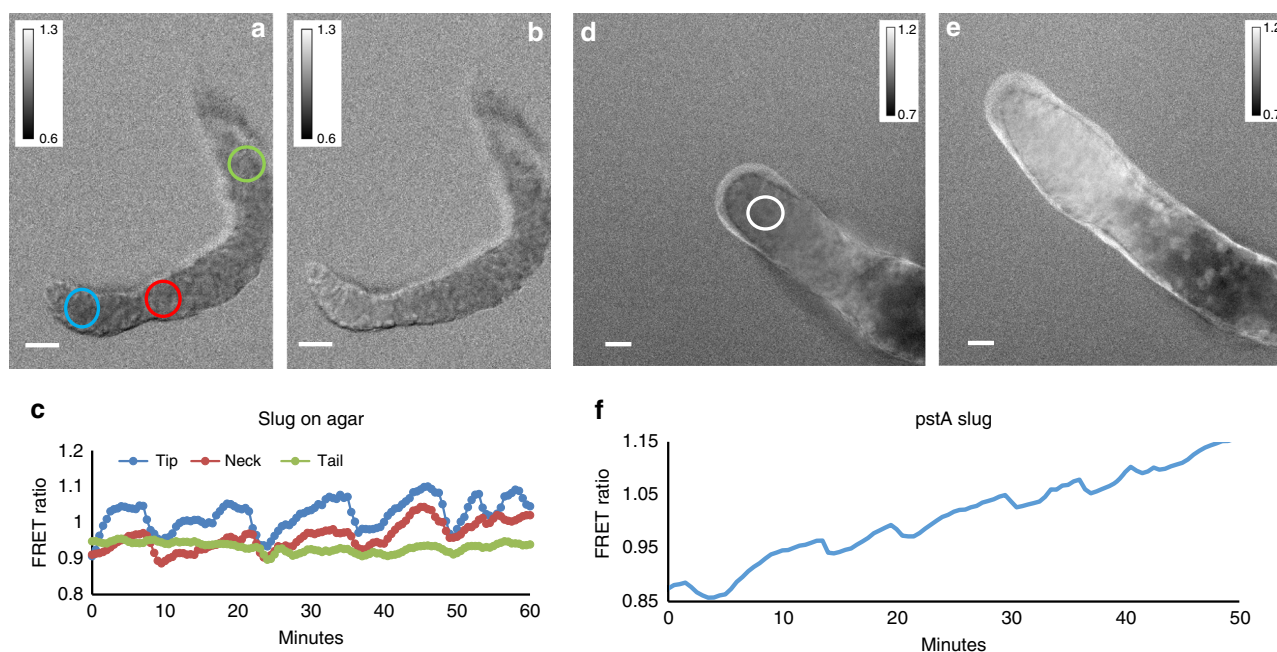 a
1.3
0.6
b
1.3
0.6
d
1.2
0.7
e
1.2
0.7
c
Slug on agar
Tip
Neck
Tail
FRET ratio
1.2
1.1
1
0.9
0.8
0
10
20
30
40
50
60
Minutes
f
pstA slug
FRET ratio
1.15
1.05
0.95
0.85
0
10
20
30
40
50
Minutes